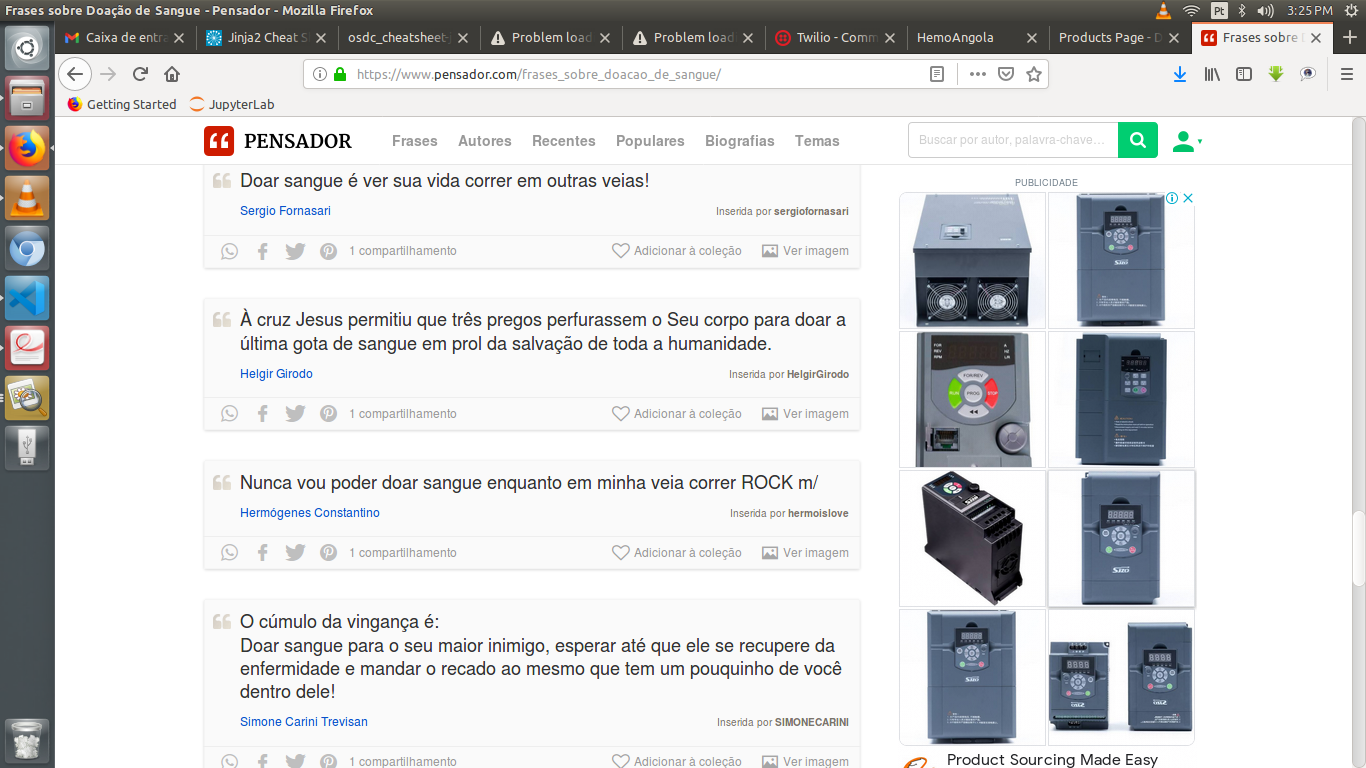 Frases sobre Doação de Sangue - Pensador - Mozilla Firefox
Pt
3:25 PM
Caixa de entra
Jinja2 Cheat S
osdc_cheatsheet-j
Problem load
Problem load
Twilio - Comm
HemoAngola
Products Page - D
Frases sobre D
https://www.pensador.com/frases_sobre_doacao_de_sangue/
Getting Started
JupyterLab
PENSADOR
Frases
Autores
Recentes
Populares
Biografias
Temas
Buscar por autor, palavra-chave…
Doar sangue é ver sua vida correr em outras veias!
Sergio Fornasari
Inserida por sergiofornasari
1 compartilhamento
Adicionar à coleção
Ver imagem
À cruz Jesus permitiu que três pregos perfurassem o Seu corpo para doar a
última gota de sangue em prol da salvação de toda a humanidade.
Helgir Girodo
Inserida por HelgirGirodo
1 compartilhamento
Adicionar à coleção
Ver imagem
Nunca vou poder doar sangue enquanto em minha veia correr ROCK m/
Hermógenes Constantino
Inserida por hermoislove
1 compartilhamento
Adicionar à coleção
Ver imagem
O cúmulo da vingança é:
Doar sangue para o seu maior inimigo, esperar até que ele se recupere da
enfermidade e mandar o recado ao mesmo que tem um pouquinho de você
dentro dele!
Simone Carini Trevisan
Inserida por SIMONECARINI
1 compartilhamento
Adicionar à coleção
Ver imagem
PUBLICIDADE
FOR/REV
RUN
PROG
STOP
Product Sourcing Made Easy